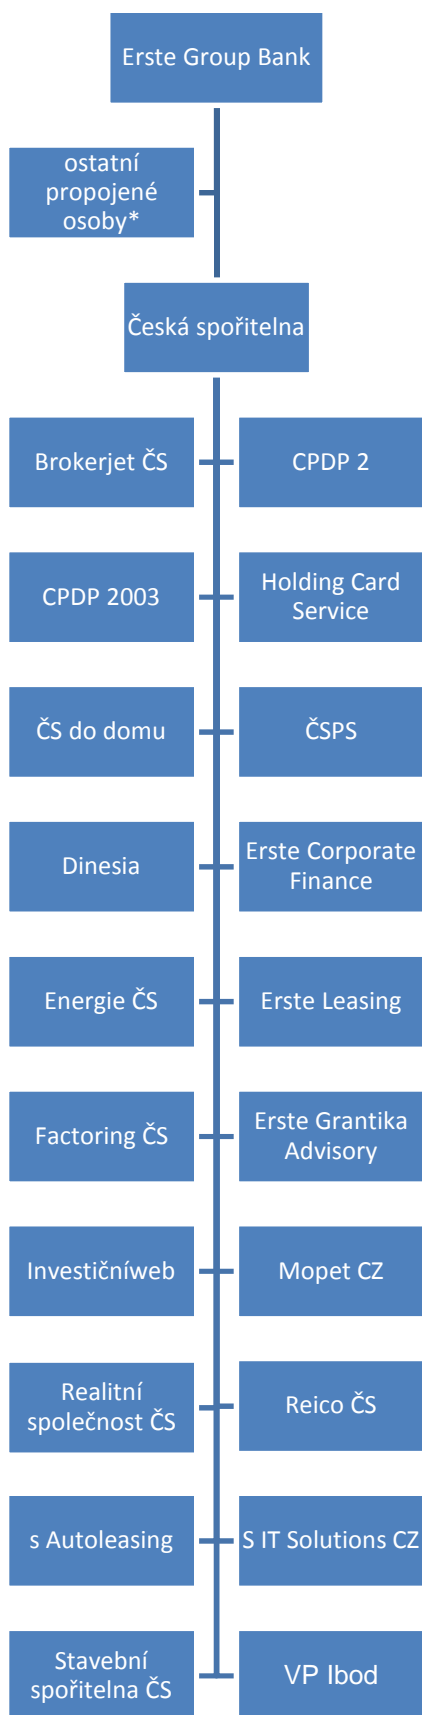 Erste Group Bank
ostatní
propojené
osoby*
Česká spořitelna
Brokerjet ČS
CPDP 2
CPDP 2003
Holding Card
Service
ČS do domu
ČSPS
Dinesia
Erste Corporate
Finance
Energie ČS
Erste Leasing
Factoring ČS
Erste Grantika
Advisory
Investičníweb
Mopet CZ
Realitní
společnost ČS
Reico ČS
s Autoleasing
S IT Solutions CZ
Stavební
spořitelna ČS
VP Ibod